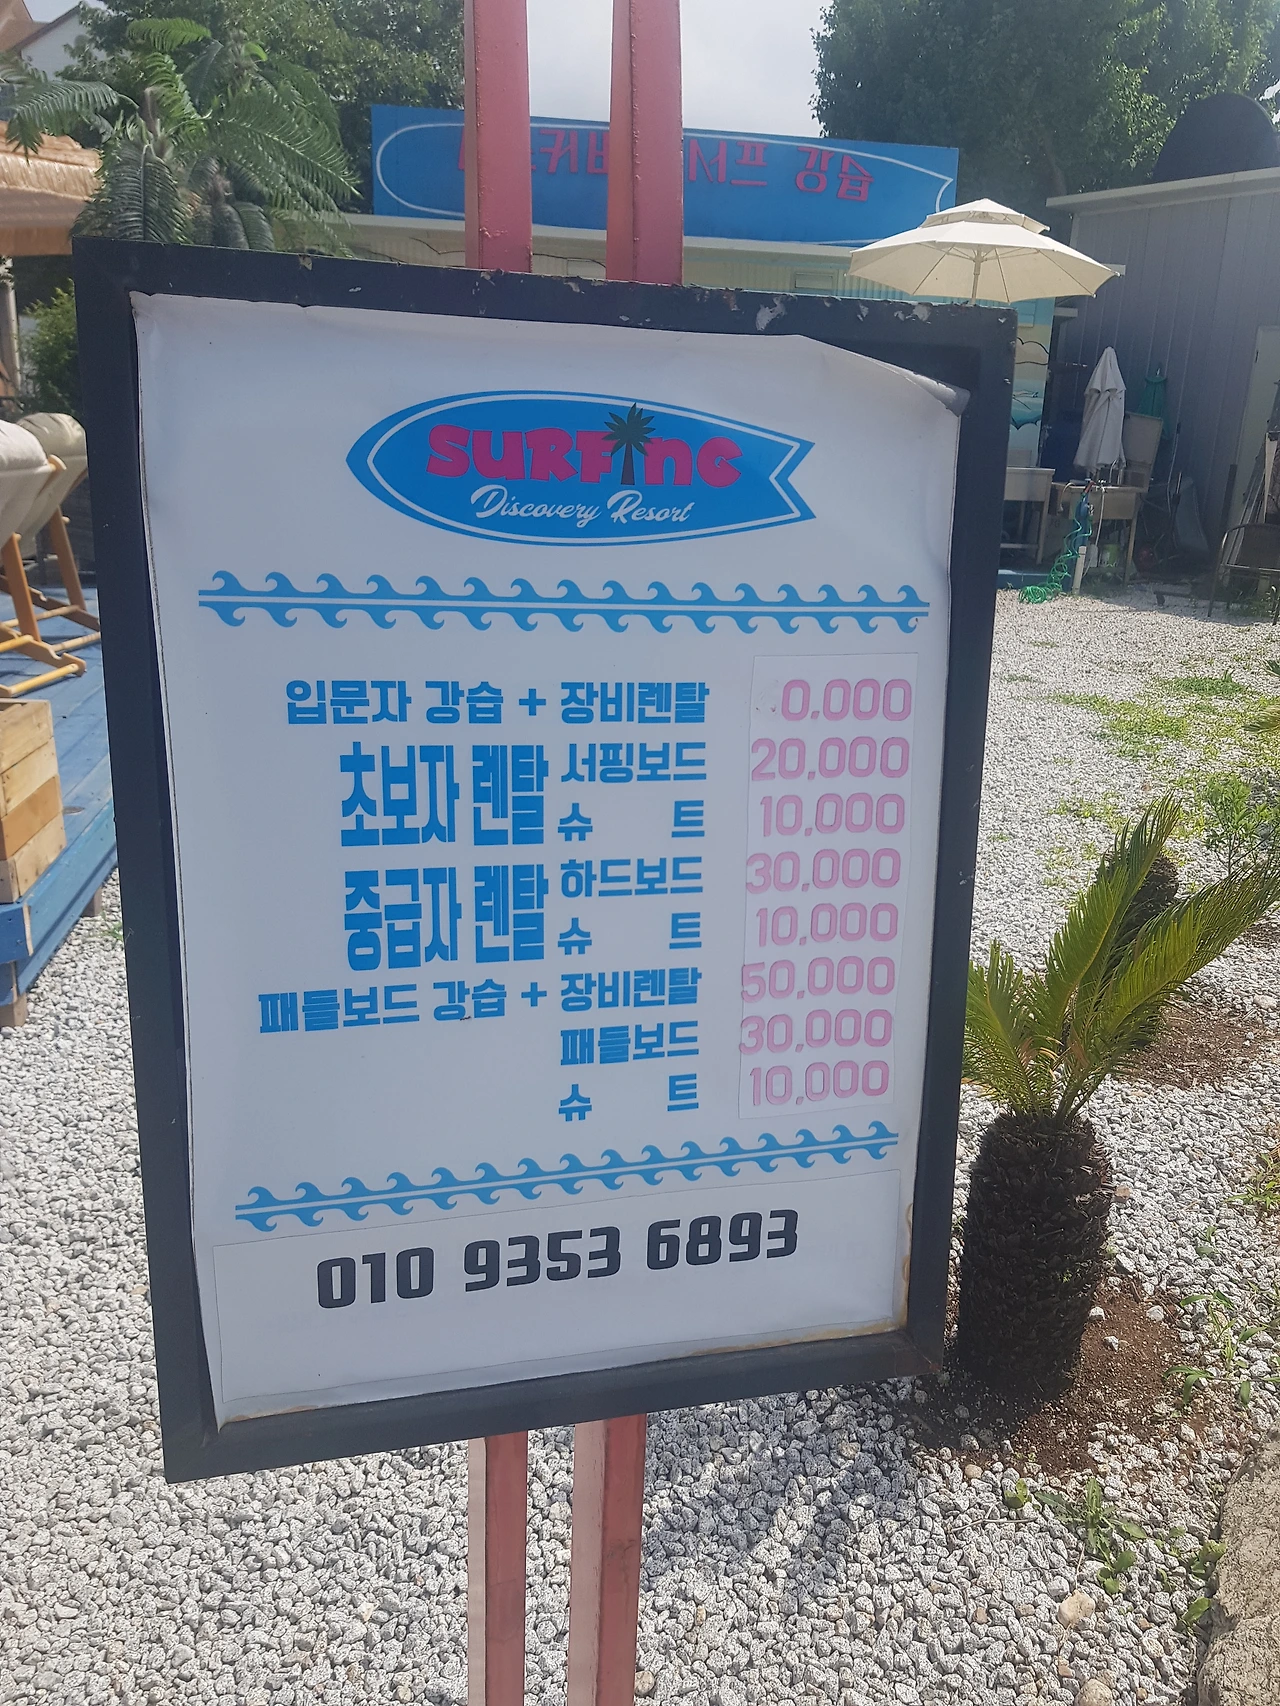 서프 강습
SURFING
Discovery Resort
입문자 강습 + 장비렌탈 0,000
초보자 렌탈 서핑보드 20,000
슈 트 10,000
중급자 렌탈 하드보드 30,000
슈 트 10,000
패들보드 강습 + 장비렌탈 50,000
패들보드 30,000
슈 트 10,000
010 9353 6893